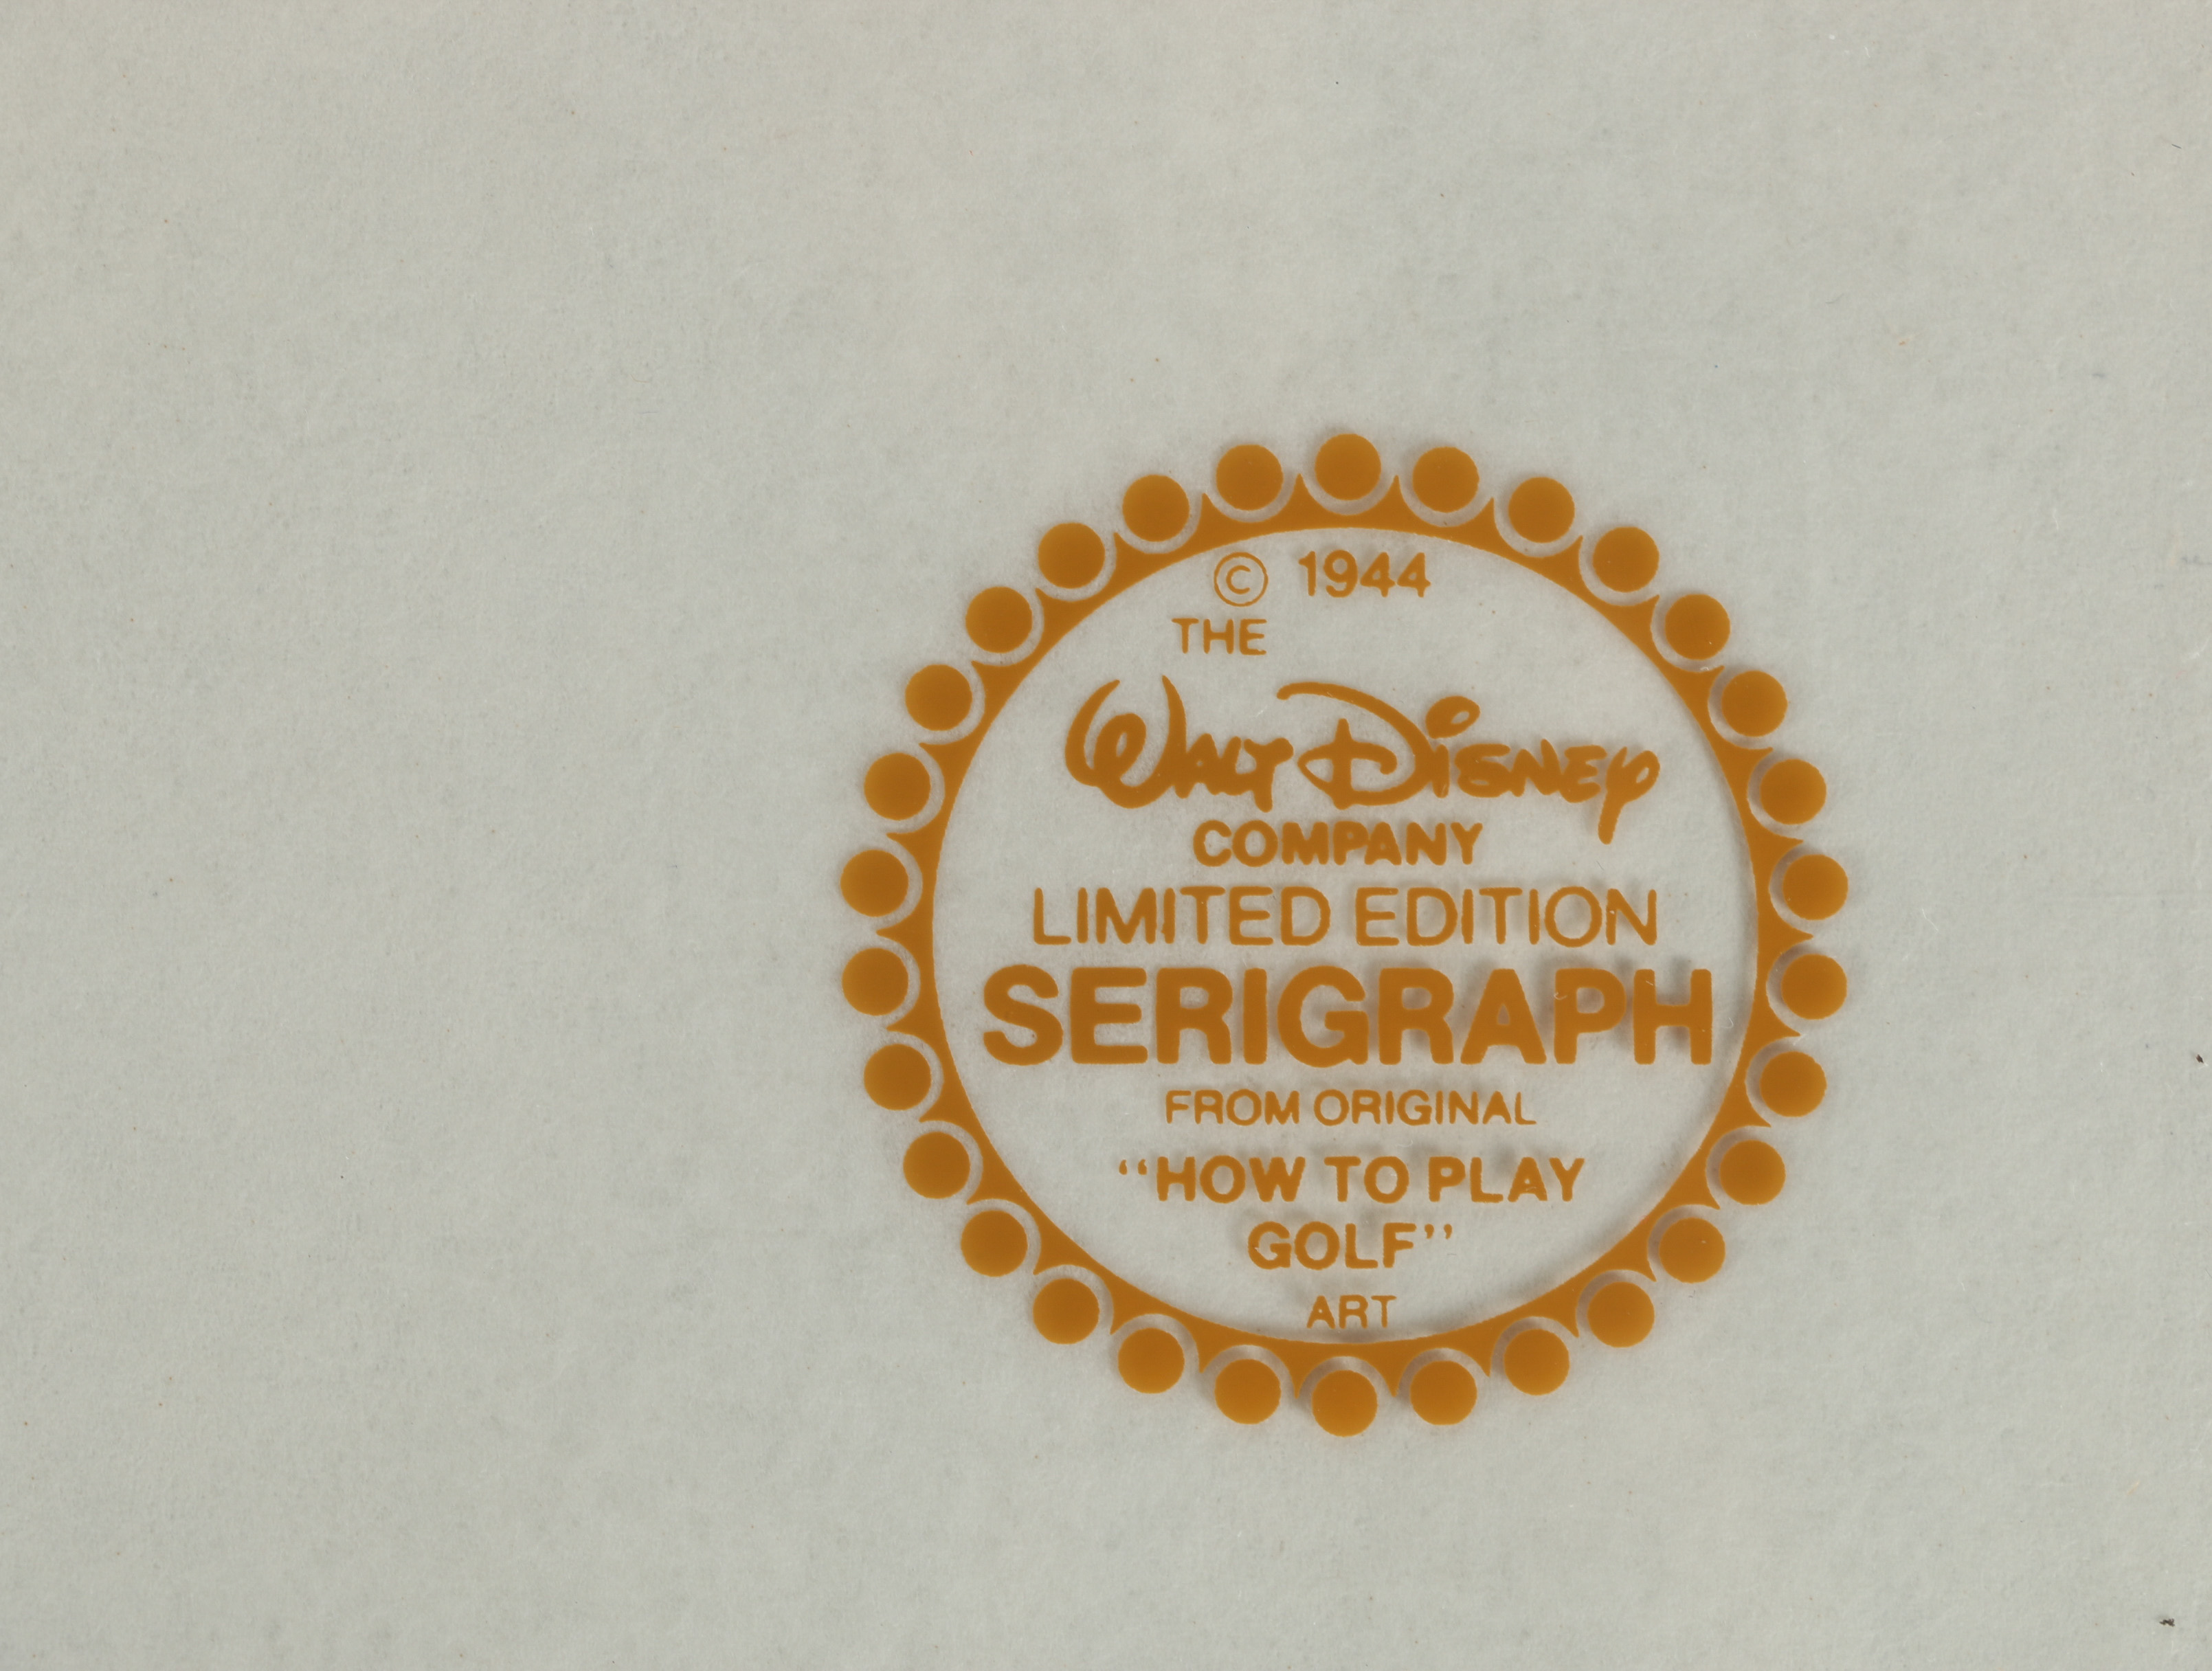 © 1944
THE
WALT DISNEY
COMPANY
LIMITED EDITION
SERIGRAPH
FROM ORIGINAL
“HOW TO PLAY
GOLF”
ART